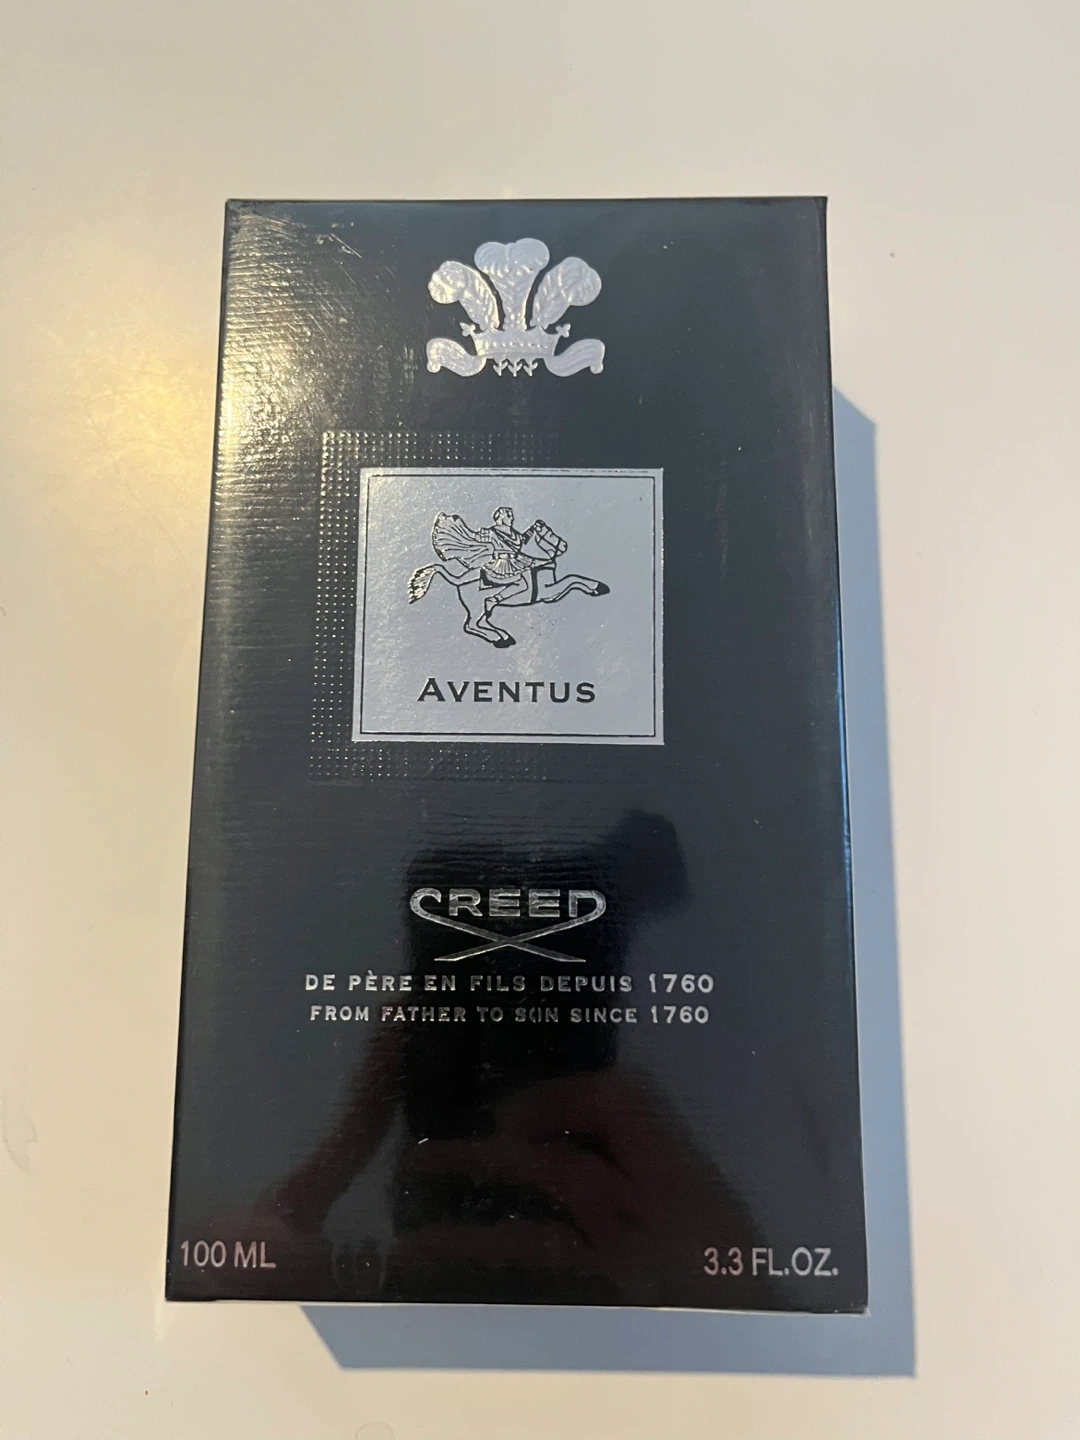 AVENTUS
CREED
DE PÈRE EN FILS DEPUIS 1760
FROM FATHER TO SON SINCE 1760
100 ML
3.3 FL.OZ.